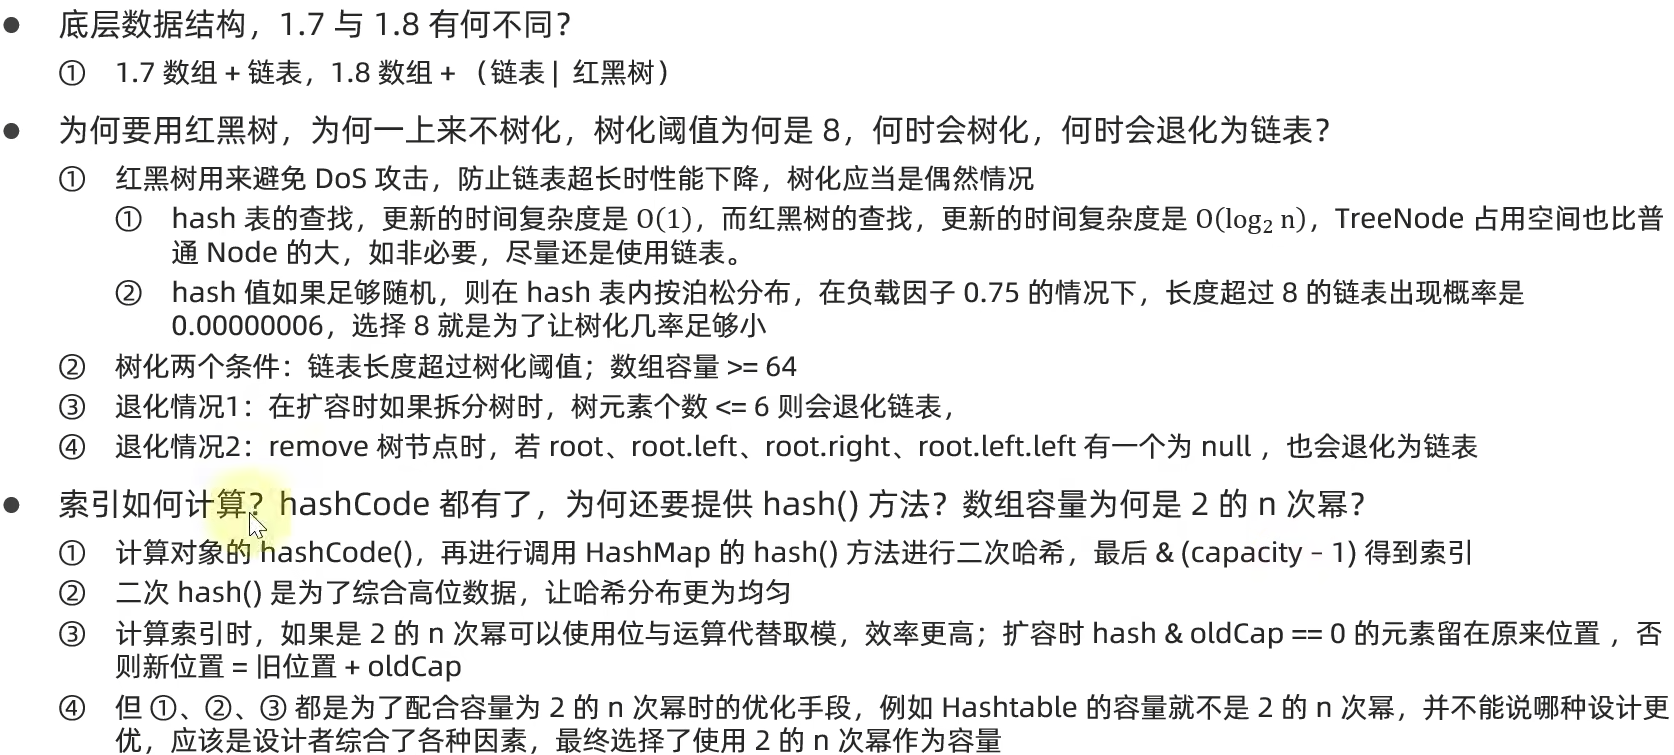 ● 底层数据结构，1.7 与 1.8 有何不同？
① 1.7 数组 + 链表，1.8 数组 + （链表 | 红黑树）
● 为何要用红黑树，为何一上来不树化，树化阈值为何是 8，何时会树化，何时会退化为链表？
① 红黑树用来避免 DoS 攻击，防止链表超长时性能下降，树化应当是偶然情况
① hash 表的查找，更新的时间复杂度是 O(1)，而红黑树的查找，更新的时间复杂度是 O(log₂ n)，TreeNode 占用空间也比普
通 Node 的大，如非必要，尽量还是使用链表。
② hash 值如果足够随机，则在 hash 表内按泊松分布，在负载因子 0.75 的情况下，长度超过 8 的链表出现概率是
0.00000006，选择 8 就是为了让树化几率足够小
② 树化两个条件：链表长度超过树化阈值；数组容量 >= 64
③ 退化情况1：在扩容时如果拆分树时，树元素个数 <= 6 则会退化链表，
④ 退化情况2：remove 树节点时，若 root、root.left、root.right、root.left.left 有一个为 null ，也会退化为链表
● 索引如何计算？hashCode 都有了，为何还要提供 hash() 方法？数组容量为何是 2 的 n 次幂？
① 计算对象的 hashCode()，再进行调用 HashMap 的 hash() 方法进行二次哈希，最后 & (capacity – 1) 得到索引
② 二次 hash() 是为了综合高位数据，让哈希分布更为均匀
③ 计算索引时，如果是 2 的 n 次幂可以使用位与运算代替取模，效率更高；扩容时 hash & oldCap == 0 的元素留在原来位置 ，否
则新位置 = 旧位置 + oldCap
④ 但 ①、②、③ 都是为了配合容量为 2 的 n 次幂时的优化手段，例如 Hashtable 的容量就不是 2 的 n 次幂，并不能说哪种设计更
优，应该是设计者综合了各种因素，最终选择了使用 2 的 n 次幂作为容量